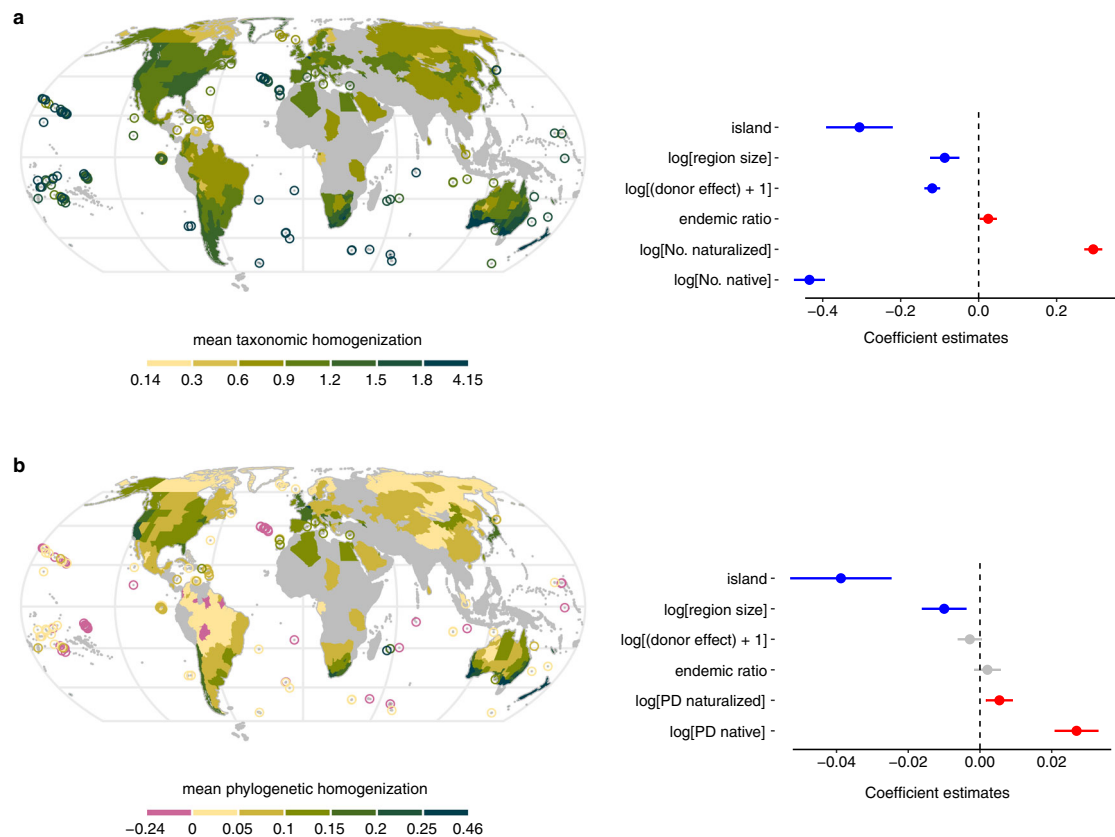 a
island
log[region size]
log[(donor effect) + 1]
endemic ratio
log[No. naturalized]
log[No. native]
−0.4 −0.2 0.0 0.2
Coefficient estimates
mean taxonomic homogenization
0.14 0.3 0.6 0.9 1.2 1.5 1.8 4.15
b
island
log[region size]
log[(donor effect) + 1]
endemic ratio
log[PD naturalized]
log[PD native]
−0.04 −0.02 0.00 0.02
Coefficient estimates
mean phylogenetic homogenization
−0.24 0 0.05 0.1 0.15 0.2 0.25 0.46